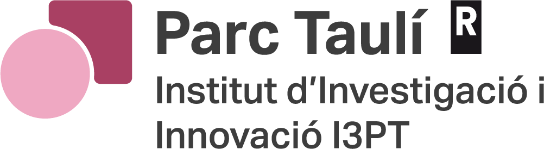 Parc Taulí R
Institut d’Investigació i
Innovació I3PT